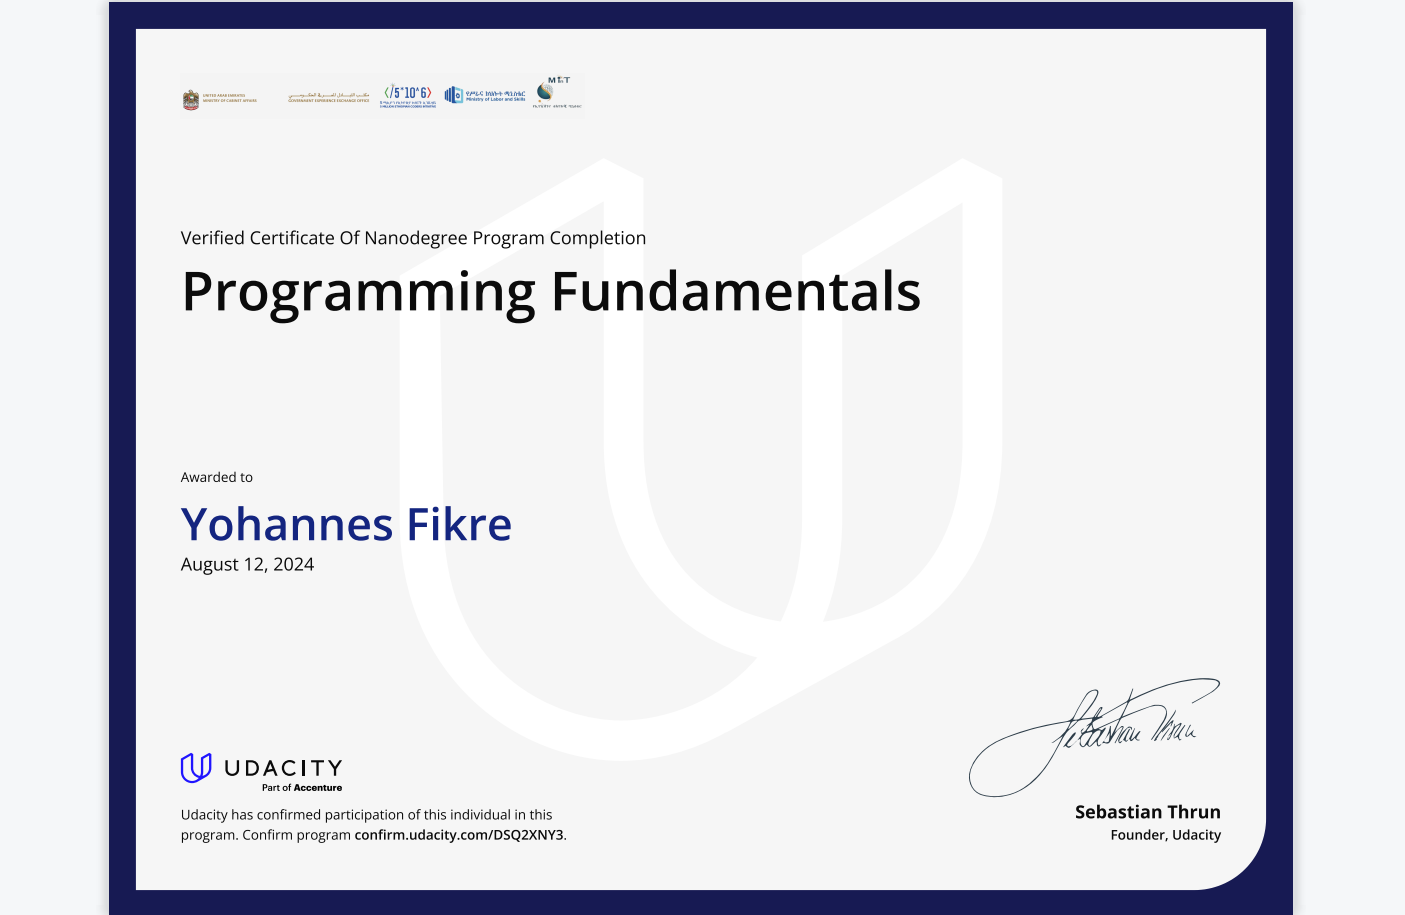 UNITED ARAB EMIRATES
MINISTRY OF CABINET AFFAIRS
GOVERNMENT EXPERIENCE EXCHANGE OFFICE
</5*10^6>
የሥራና ክህሎት ሚኒስቴር
Ministry of Labor and Skills
Verified Certificate Of Nanodegree Program Completion
Programming Fundamentals
Awarded to
Yohannes Fikre
August 12, 2024
UDACITY
Part of Accenture
Udacity has confirmed participation of this individual in this
program. Confirm program confirm.udacity.com/DSQ2XNY3.
Sebastian Thrun
Sebastian Thrun
Founder, Udacity